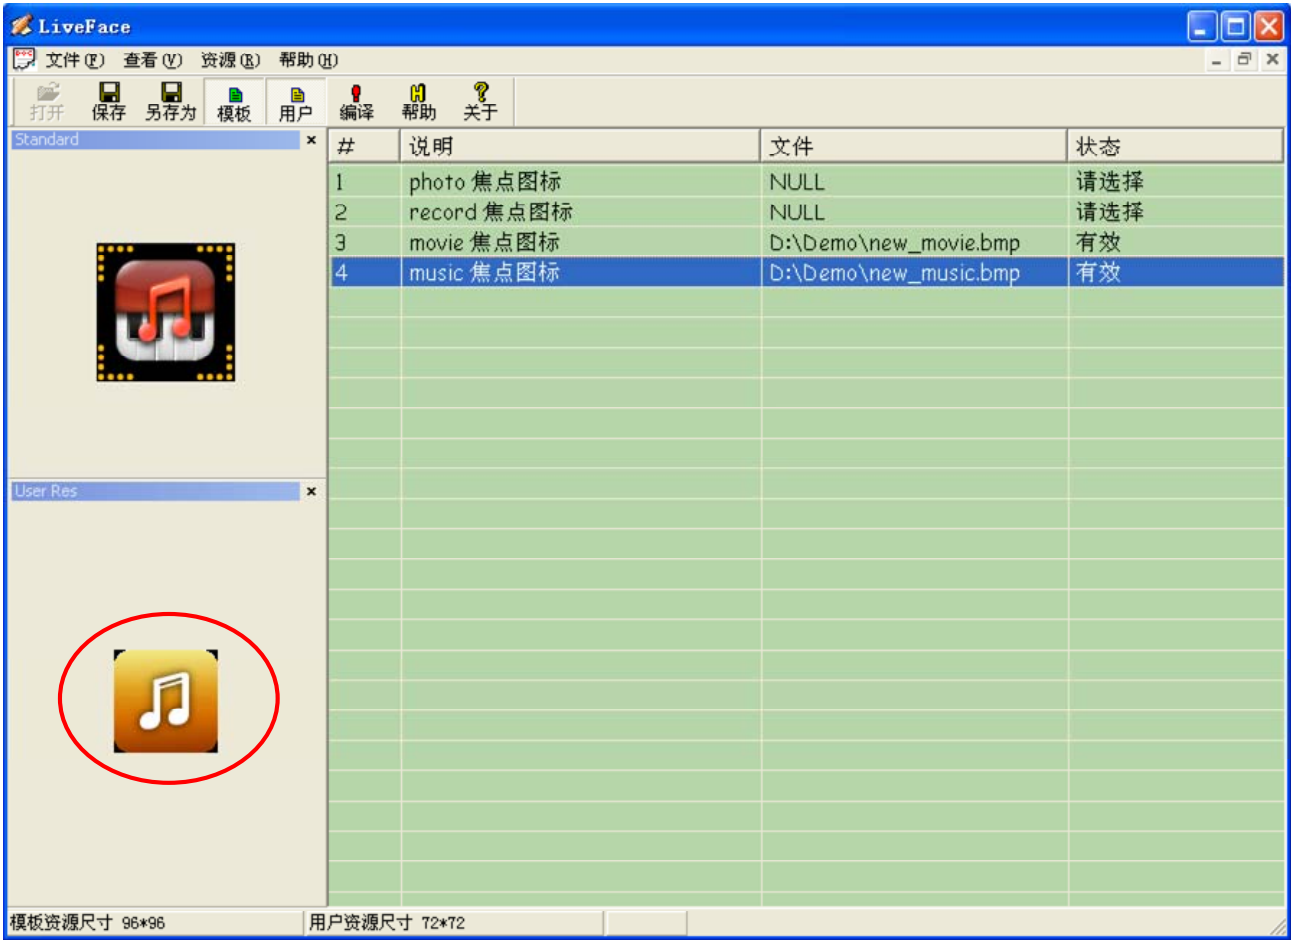 LiveFace
文件(F) 查看(V) 资源(R) 帮助(H)
打开 保存 另存为 模板 用户 编译 帮助 关于
Standard
# 说明 文件 状态
1 photo 焦点图标 NULL 请选择
2 record 焦点图标 NULL 请选择
3 movie 焦点图标 D:\Demo\new_movie.bmp 有效
4 music 焦点图标 D:\Demo\new_music.bmp 有效
User Res
模板资源尺寸 96*96 用户资源尺寸 72*72